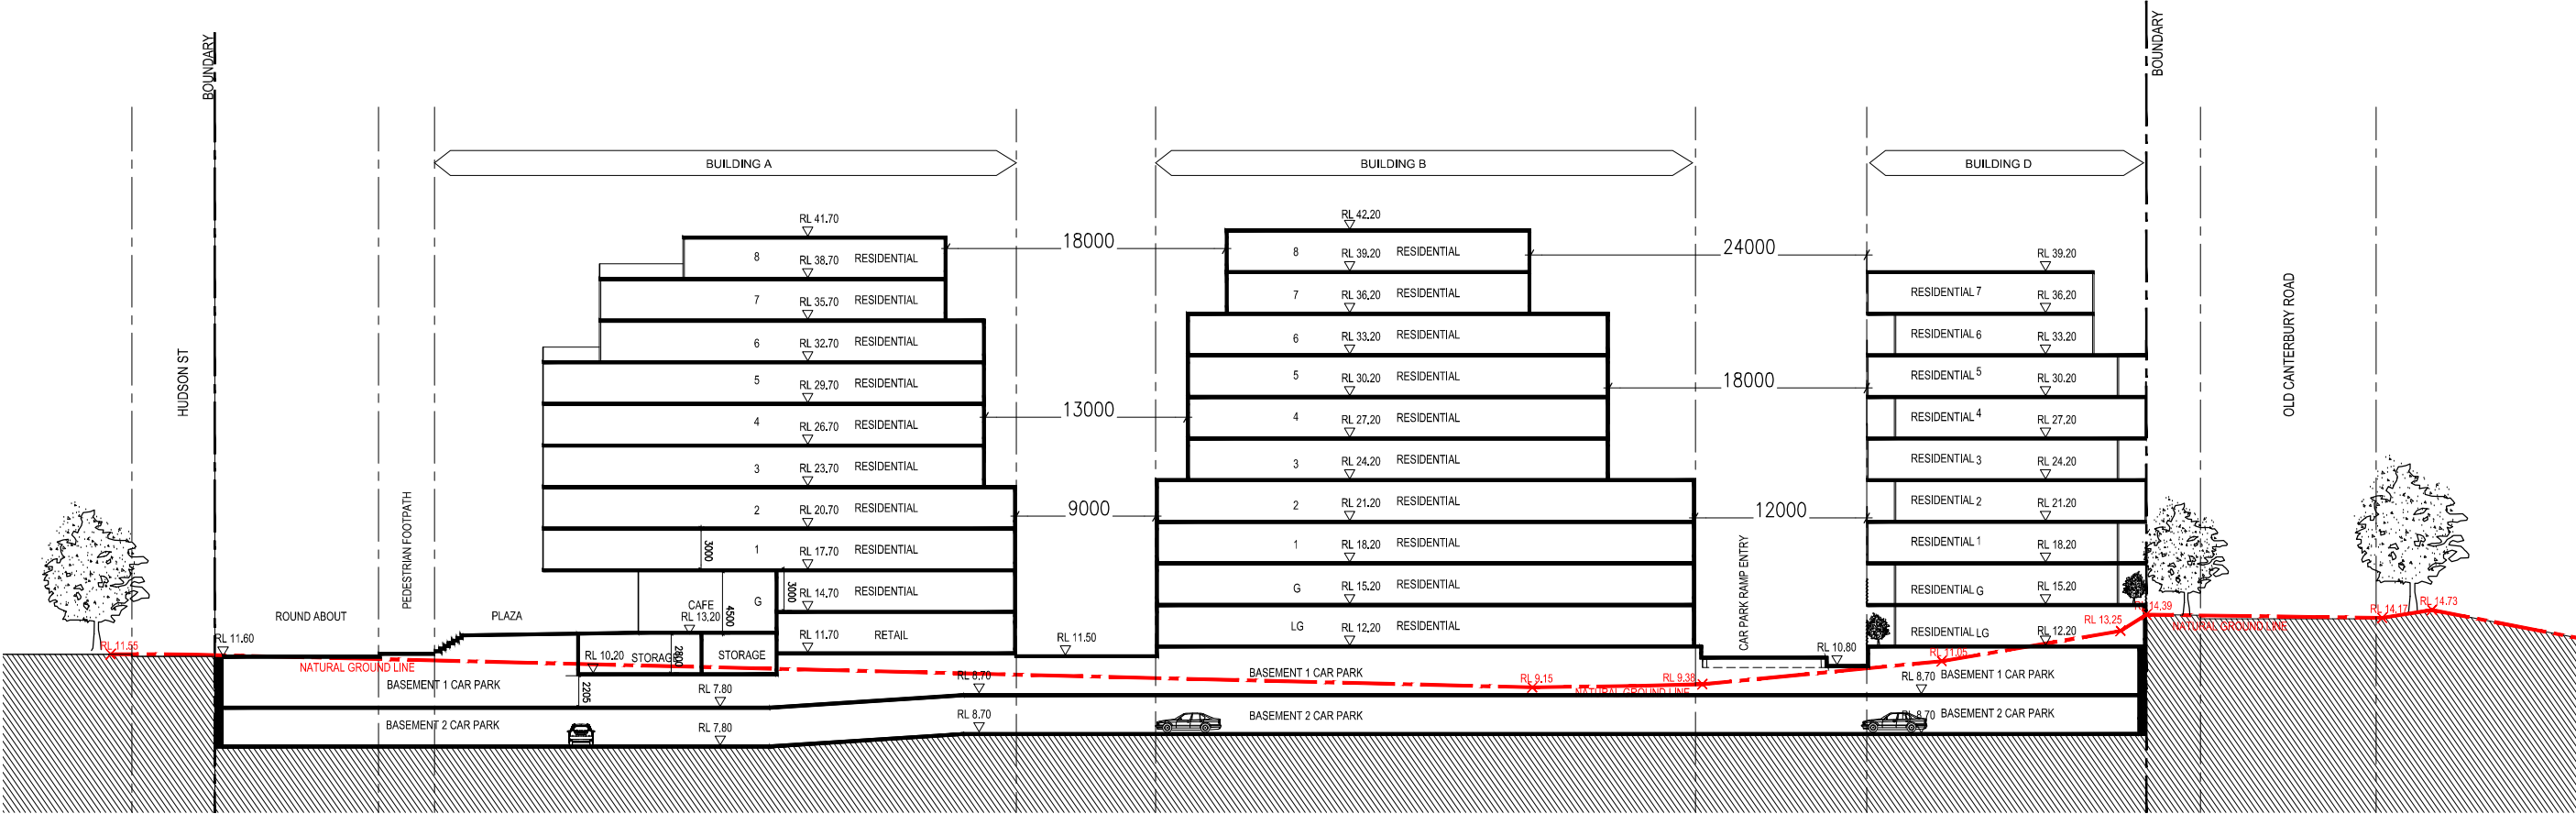 BOUNDARY
BOUNDARY
BUILDING A
BUILDING B
BUILDING D
RL 41.70
RL 42.20
18000
24000
8 RL 38.70 RESIDENTIAL
8 RL 39.20 RESIDENTIAL
RL 39.20
7 RL 35.70 RESIDENTIAL
7 RL 36.20 RESIDENTIAL
RESIDENTIAL 7 RL 36.20
6 RL 32.70 RESIDENTIAL
6 RL 33.20 RESIDENTIAL
RESIDENTIAL 6 RL 33.20
HUDSON ST
OLD CANTERBURY ROAD
5 RL 29.70 RESIDENTIAL
5 RL 30.20 RESIDENTIAL
18000
RESIDENTIAL 5 RL 30.20
13000
4 RL 26.70 RESIDENTIAL
4 RL 27.20 RESIDENTIAL
RESIDENTIAL 4 RL 27.20
3 RL 23.70 RESIDENTIAL
3 RL 24.20 RESIDENTIAL
RESIDENTIAL 3 RL 24.20
2 RL 20.70 RESIDENTIAL
9000
2 RL 21.20 RESIDENTIAL
12000
RESIDENTIAL 2 RL 21.20
PEDESTRIAN FOOTPATH
3000
1 RL 17.70 RESIDENTIAL
1 RL 18.20 RESIDENTIAL
CAR PARK RAMP ENTRY
RESIDENTIAL 1 RL 18.20
3000
G RL 14.70 RESIDENTIAL
G RL 15.20 RESIDENTIAL
RESIDENTIAL G RL 15.20
ROUND ABOUT
PLAZA
CAFE
RL 13.20
4500
RL 11.70 RETAIL
LG RL 12.20 RESIDENTIAL
RESIDENTIAL LG RL 12.20
RL 13.25
RL 14.39
RL 14.17
RL 14.73
NATURAL GROUND LINE
RL 11.55
RL 11.60
NATURAL GROUND LINE
RL 10.20
STORAGE
2800
STORAGE
RL 11.50
RL 10.80
RL 11.05
BASEMENT 1 CAR PARK
2205
RL 7.80
RL 8.70
BASEMENT 1 CAR PARK
RL 9.15
RL 9.38
NATURAL GROUND LINE
RL 8.70
BASEMENT 1 CAR PARK
BASEMENT 2 CAR PARK
RL 7.80
RL 8.70
BASEMENT 2 CAR PARK
RL 8.70
BASEMENT 2 CAR PARK